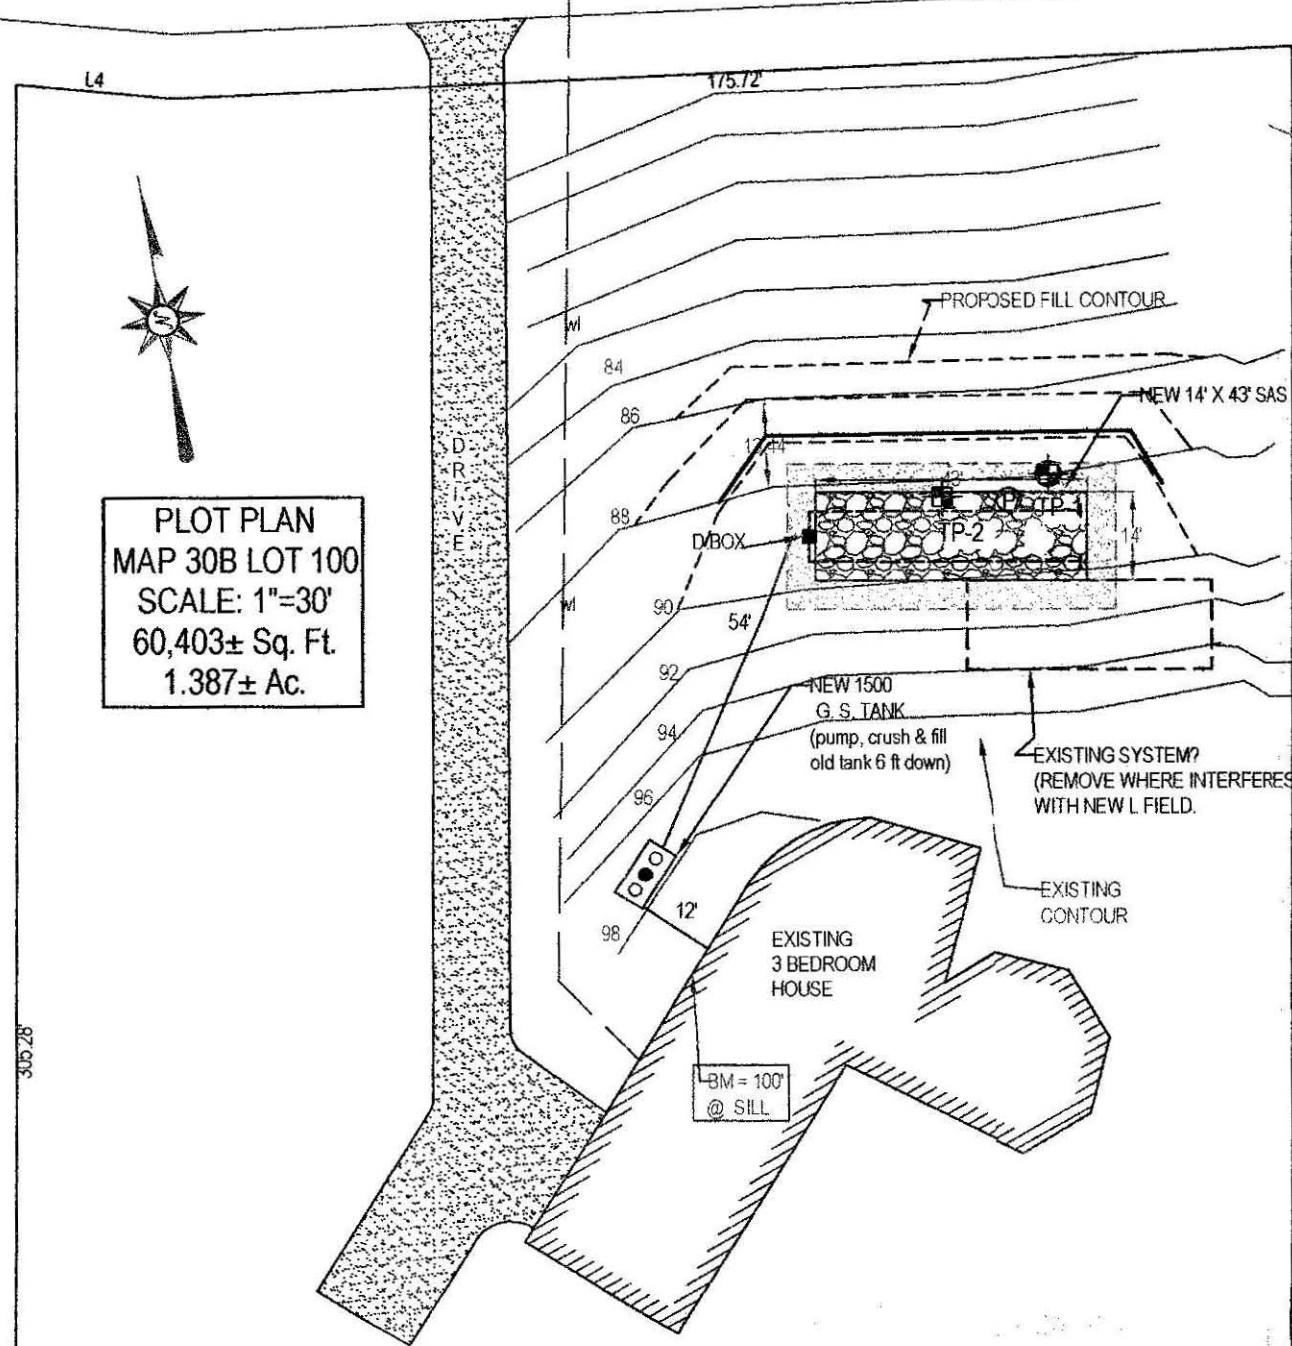 L4
175.72'
PROPOSED FILL CONTOUR
wl
84
NEW 14' X 43' SAS
86
D
R
I
V
E
43'
88
TP-2
14'
D/BOX
PLOT PLAN
MAP 30B LOT 100
SCALE: 1"=30'
60,403± Sq. Ft.
1.387± Ac.
wl
90
54'
92
NEW 1500
G. S. TANK
(pump, crush & fill
old tank 6 ft down)
94
EXISTING SYSTEM?
(REMOVE WHERE INTERFERES
WITH NEW L FIELD.
96
EXISTING
CONTOUR
12'
98
EXISTING
3 BEDROOM
HOUSE
305.28'
BM = 100'
@ SILL